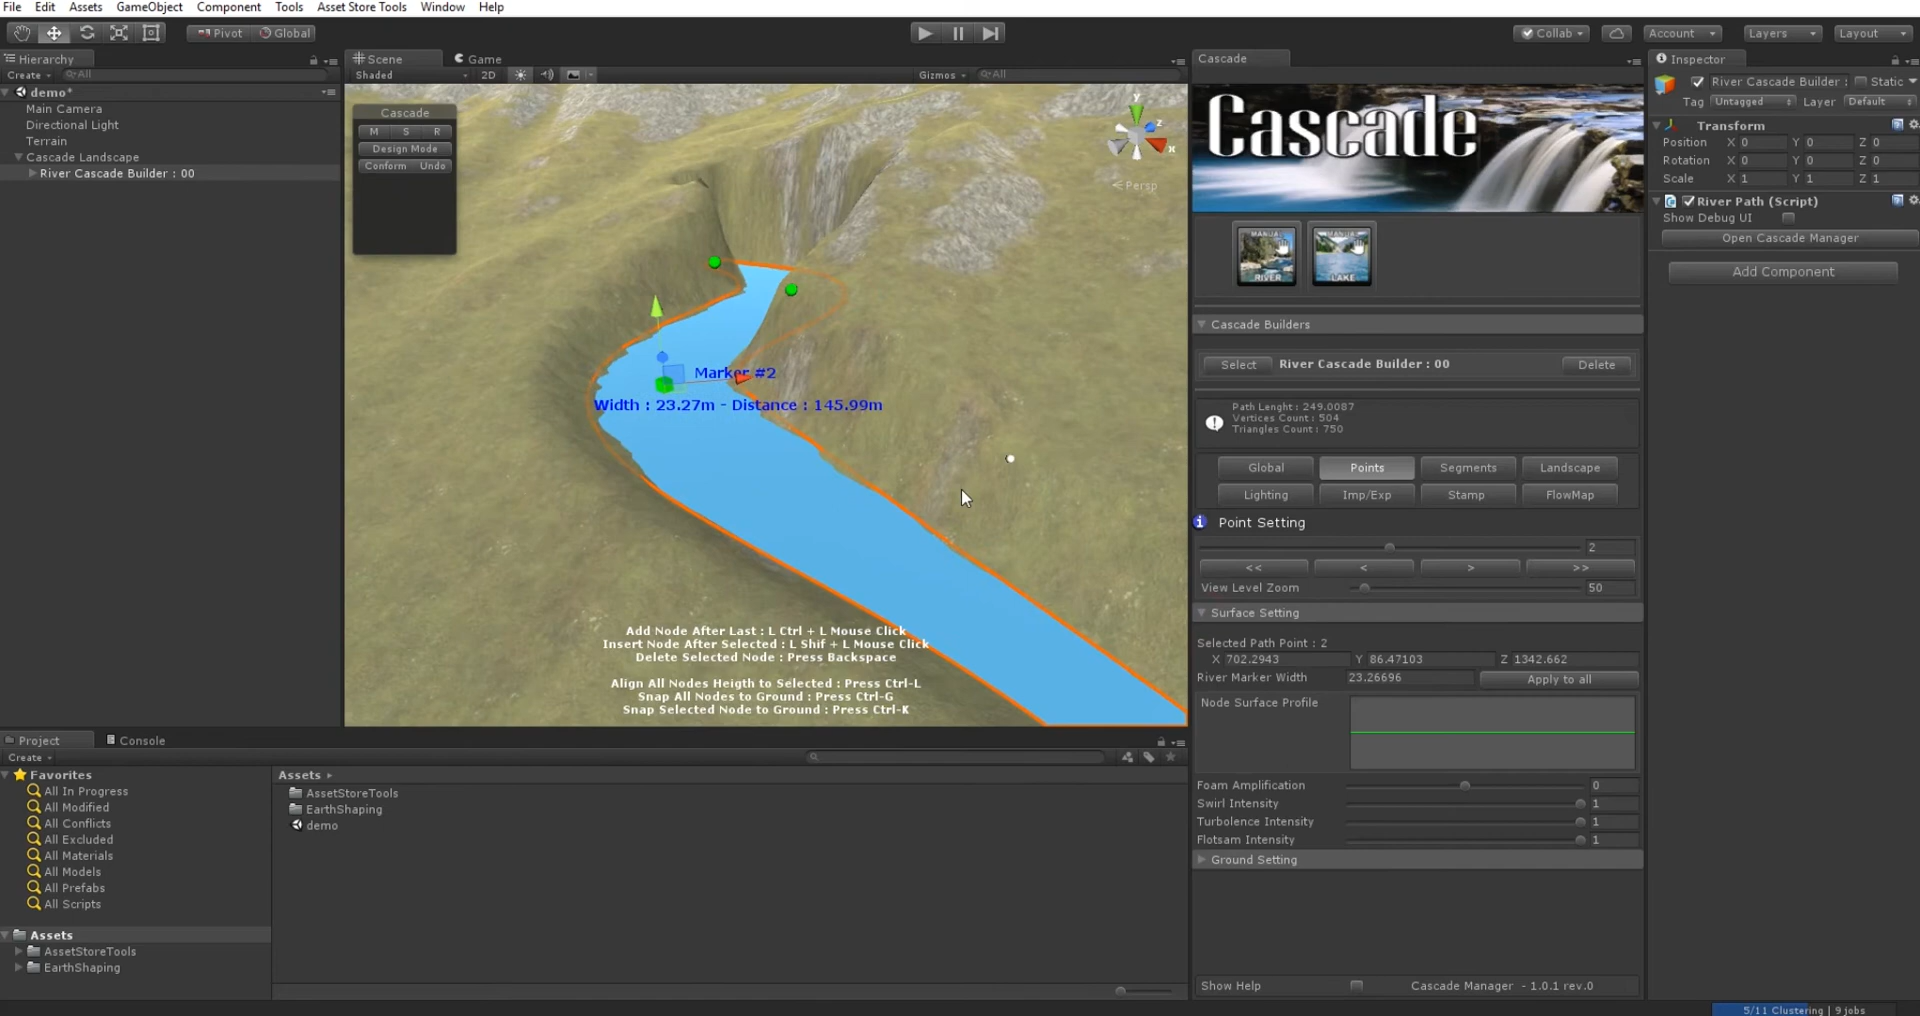 File Edit Assets GameObject Component Tools Asset Store Tools Window Help
Pivot Global Collab Account Layers Layout
Hierarchy
Create All
demo*
Main Camera
Directional Light
Terrain
Cascade Landscape
River Cascade Builder : 00
Scene Game
Shaded 2D Gizmos All
Cascade
M S R
Design Mode
Conform Undo
y
z
x
Persp
Marker #2
Width : 23.27m - Distance : 145.99m
Add Node After Last : L Ctrl + L Mouse Click
Insert Node After Selected : L Shif + L Mouse Click
Delete Selected Node : Press Backspace
Align All Nodes Heigth to Selected : Press Ctrl-L
Snap All Nodes to Ground : Press Ctrl-G
Snap Selected Node to Ground : Press Ctrl-K
Cascade
Cascade
MANUAL RIVER
MANUAL LAKE
Cascade Builders
Select River Cascade Builder : 00 Delete
Path Lenght : 249.0087
Vertices Count : 504
Triangles Count : 750
Global Points Segments Landscape
Lighting Imp/Exp Stamp FlowMap
Point Setting
2
<< < > >>
View Level Zoom 50
Surface Setting
Selected Path Point : 2
X 702.2943 Y 86.47103 Z 1342.662
River Marker Width 23.26696 Apply to all
Node Surface Profile
Foam Amplification 0
Swirl Intensity 1
Turbolence Intensity 1
Flotsam Intensity 1
Ground Setting
Show Help Cascade Manager - 1.0.1 rev.0
Inspector
River Cascade Builder : Static
Tag Untagged Layer Default
Transform
Position X 0 Y 0 Z 0
Rotation X 0 Y 0 Z 0
Scale X 1 Y 1 Z 1
River Path (Script)
Show Debug UI
Open Cascade Manager
Add Component
Project Console
Create
Favorites
All In Progress
All Modified
All Conflicts
All Excluded
All Materials
All Models
All Prefabs
All Scripts
Assets
AssetStoreTools
EarthShaping
Assets
AssetStoreTools
EarthShaping
demo
5/11 Clustering | 9 jobs